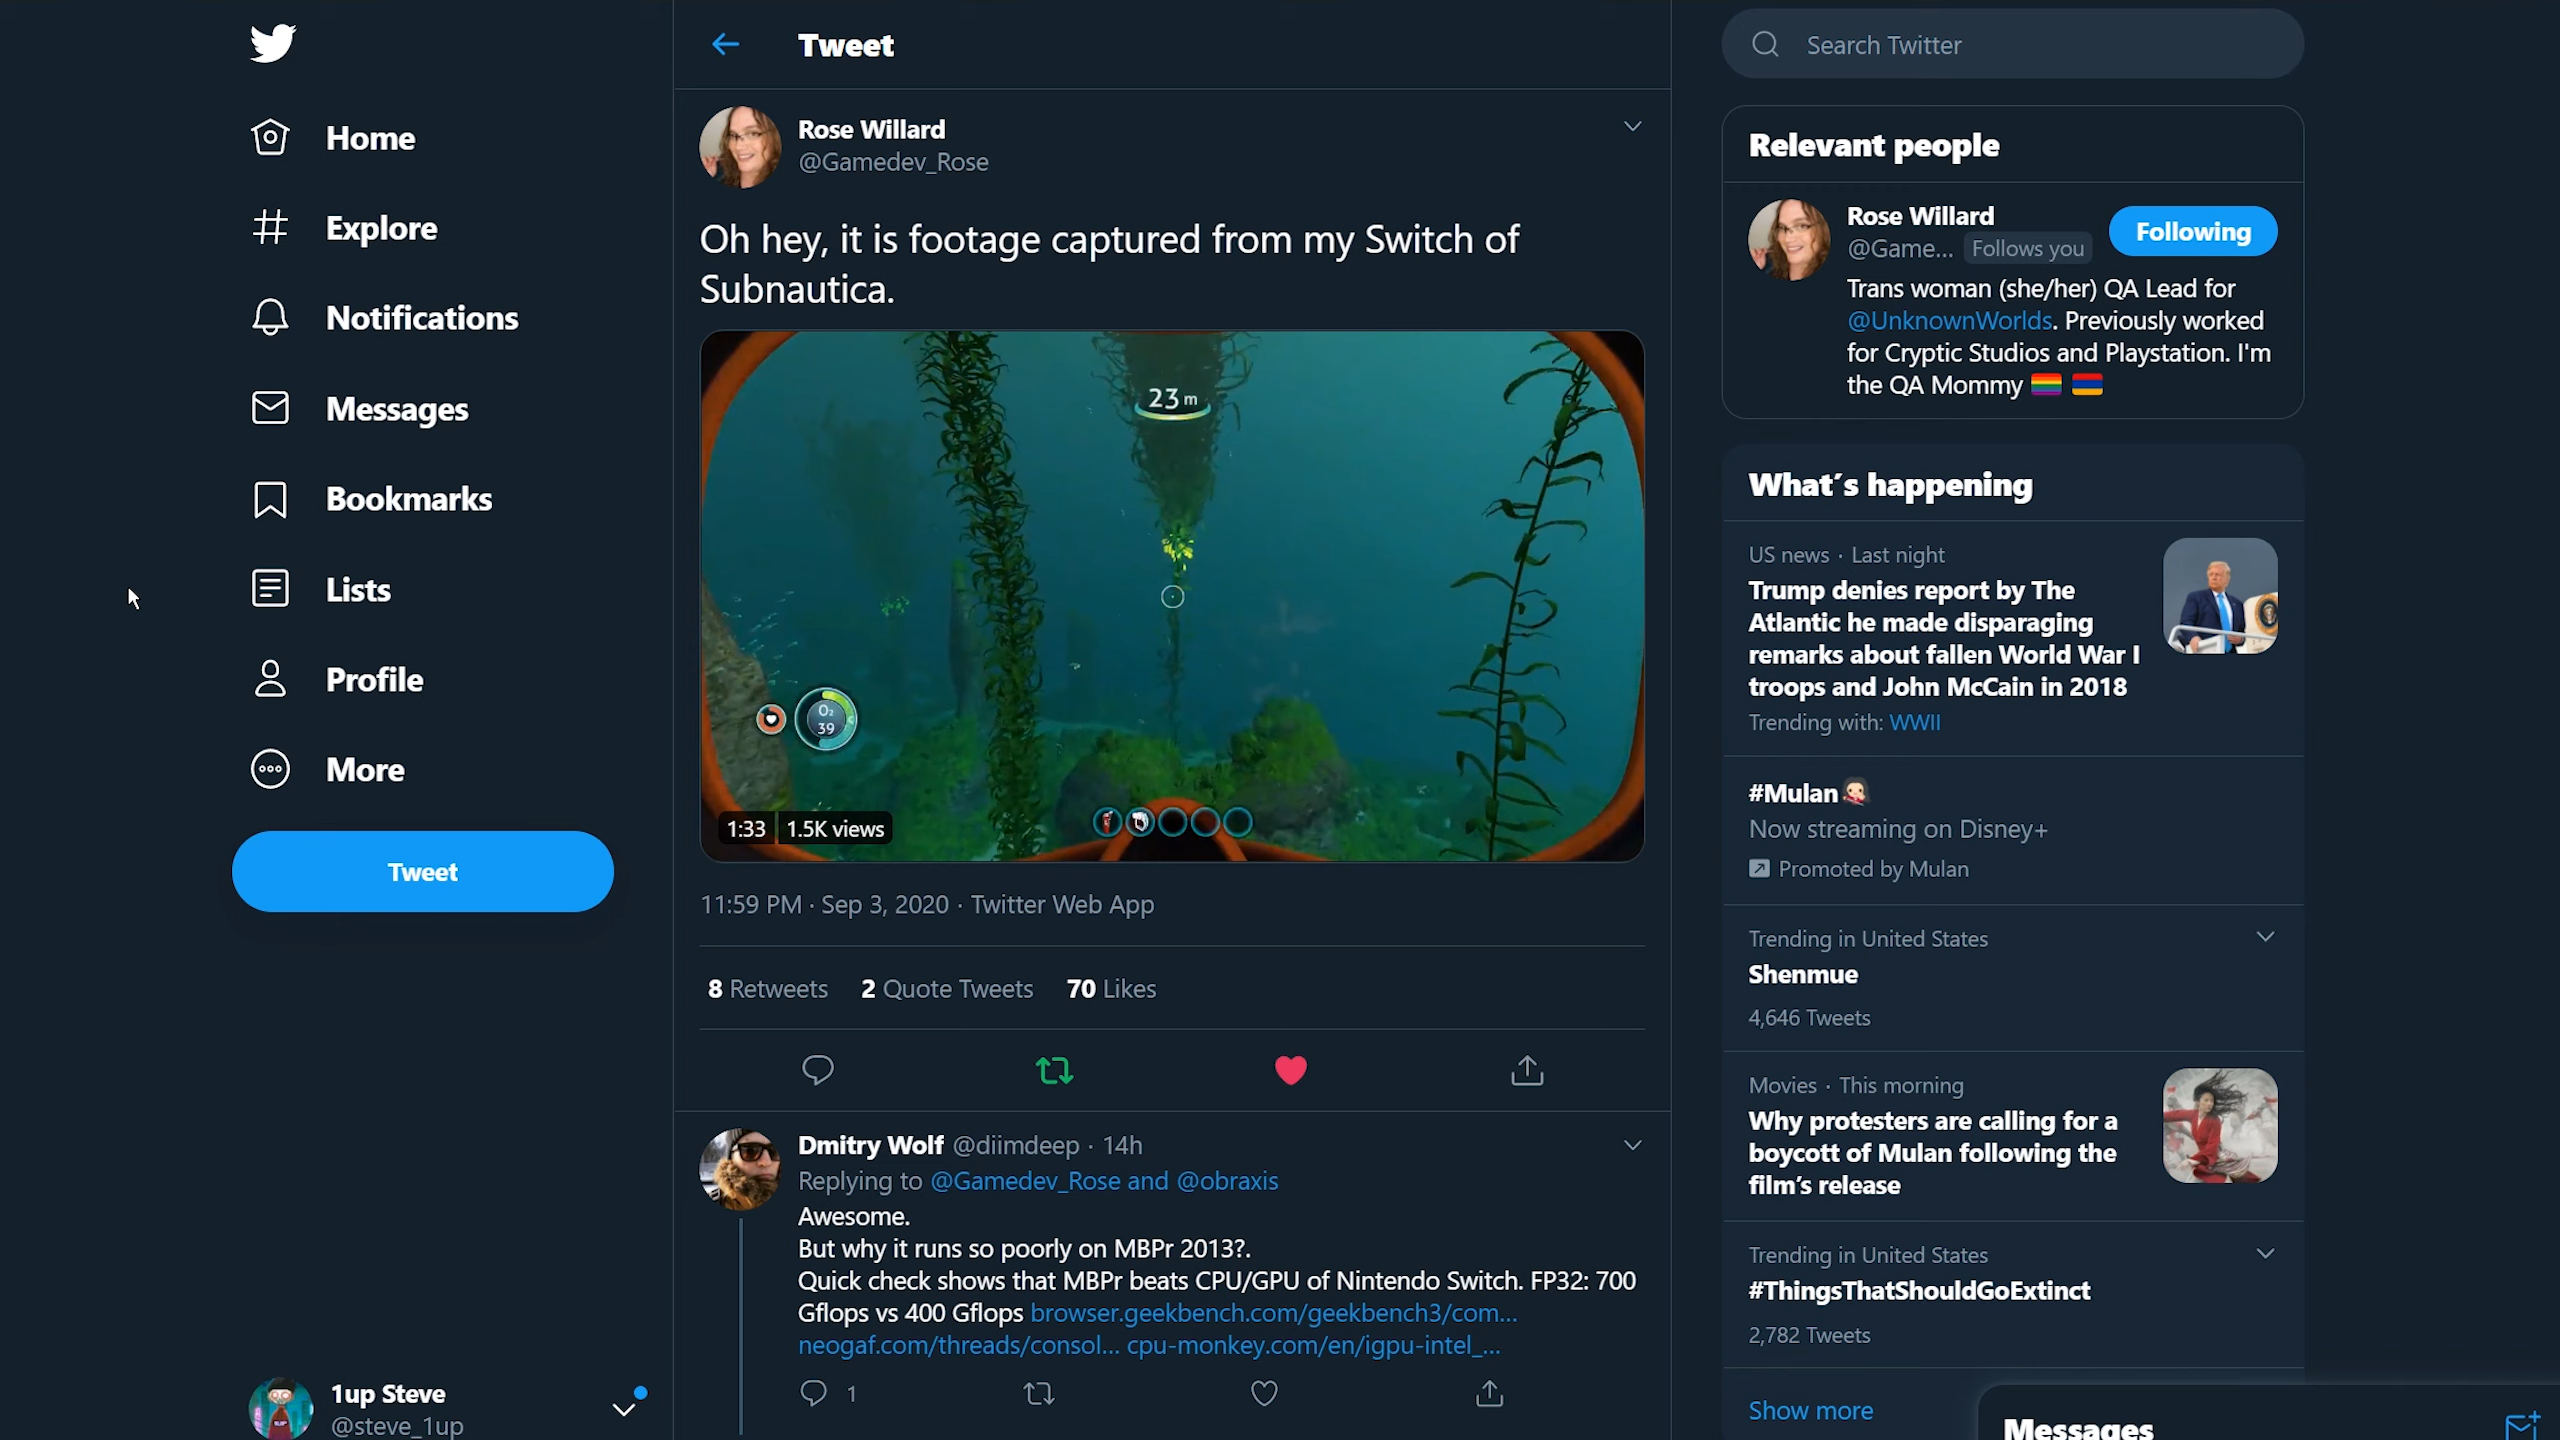 Home
Explore
Notifications
Messages
Bookmarks
Lists
Profile
More
Tweet
1up Steve
@steve_1up
Tweet
Rose Willard
@Gamedev_Rose
Oh hey, it is footage captured from my Switch of
Subnautica.
23 m
O₂
39
1:33 1.5K views
11:59 PM · Sep 3, 2020 · Twitter Web App
8 Retweets 2 Quote Tweets 70 Likes
Dmitry Wolf @diimdeep · 14h
Replying to @Gamedev_Rose and @obraxis
Awesome.
But why it runs so poorly on MBPr 2013?.
Quick check shows that MBPr beats CPU/GPU of Nintendo Switch. FP32: 700
Gflops vs 400 Gflops browser.geekbench.com/geekbench3/com...
neogaf.com/threads/consol... cpu-monkey.com/en/igpu-intel_...
1
Search Twitter
Relevant people
Rose Willard
@Game... Follows you
Following
Trans woman (she/her) QA Lead for
@UnknownWorlds. Previously worked
for Cryptic Studios and Playstation. I'm
the QA Mommy
What's happening
US news · Last night
Trump denies report by The
Atlantic he made disparaging
remarks about fallen World War I
troops and John McCain in 2018
Trending with: WWII
#Mulan
Now streaming on Disney+
Promoted by Mulan
Trending in United States
Shenmue
4,646 Tweets
Movies · This morning
Why protesters are calling for a
boycott of Mulan following the
film's release
Trending in United States
#ThingsThatShouldGoExtinct
2,782 Tweets
Show more
Messages